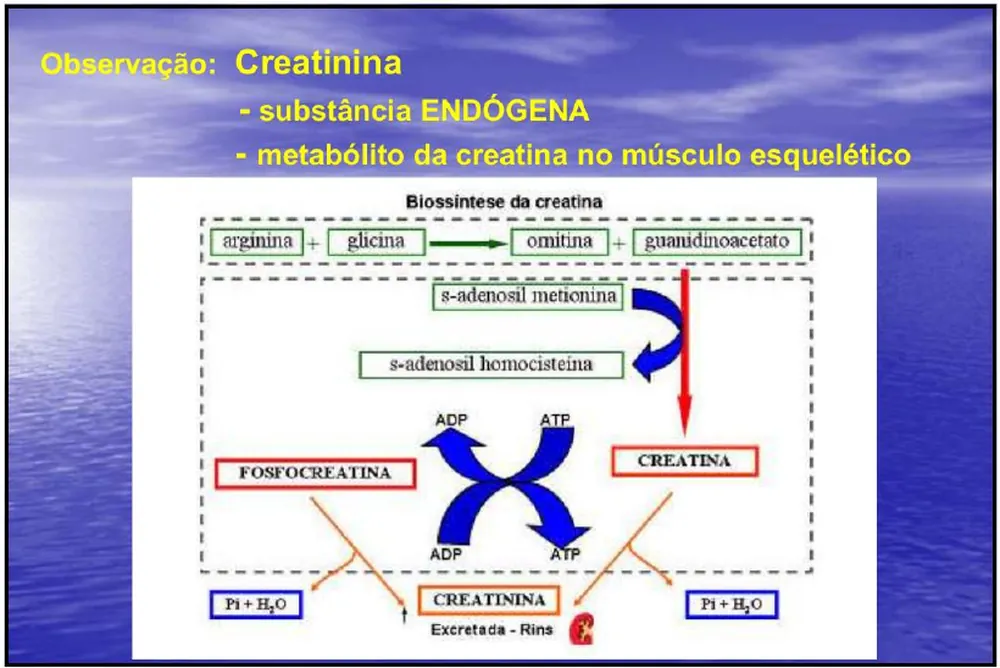 Observação: Creatinina
- substância ENDÓGENA
- metabólito da creatina no músculo esquelético
Biossíntese da creatina
arginina + glicina ornitina + guanidinoacetato
s-adenosil metionina
s-adenosil homocisteína
ADP ATP
FOSFOCREATINA CREATINA
ADP ATP
Pi + H₂O CREATININA Pi + H₂O
Excretada - Rins